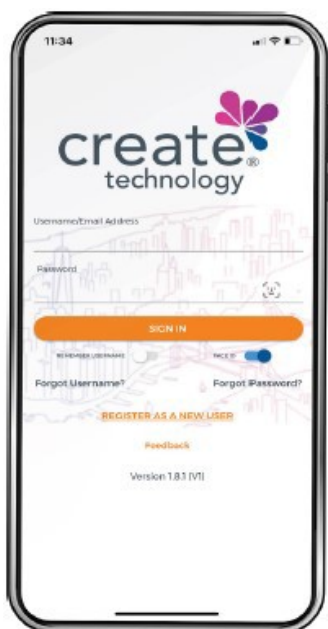 11:34
create®
technology
Username/Email Address
Password
SIGN IN
REMEMBER USERNAME
FACE ID
Forgot Username?
Forgot Password?
REGISTER AS A NEW USER
Feedback
Version 1.8.1 (V1)